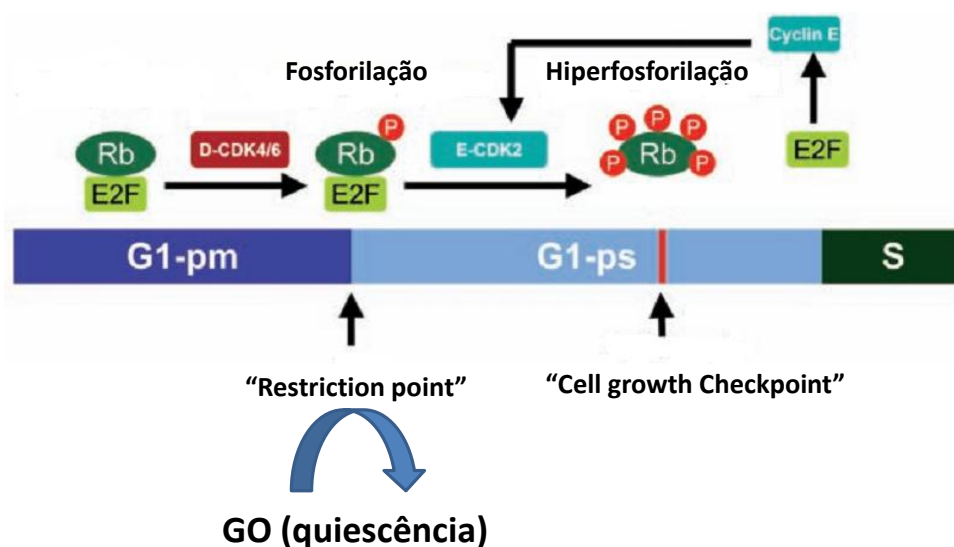 Cyclin E
Fosforilação
Hiperfosforilação
Rb
E2F
D-CDK4/6
P
Rb
E2F
E-CDK2
P
P
P
P
P
Rb
E2F
G1-pm
G1-ps
S
“Restriction point”
“Cell growth Checkpoint”
GO (quiescência)